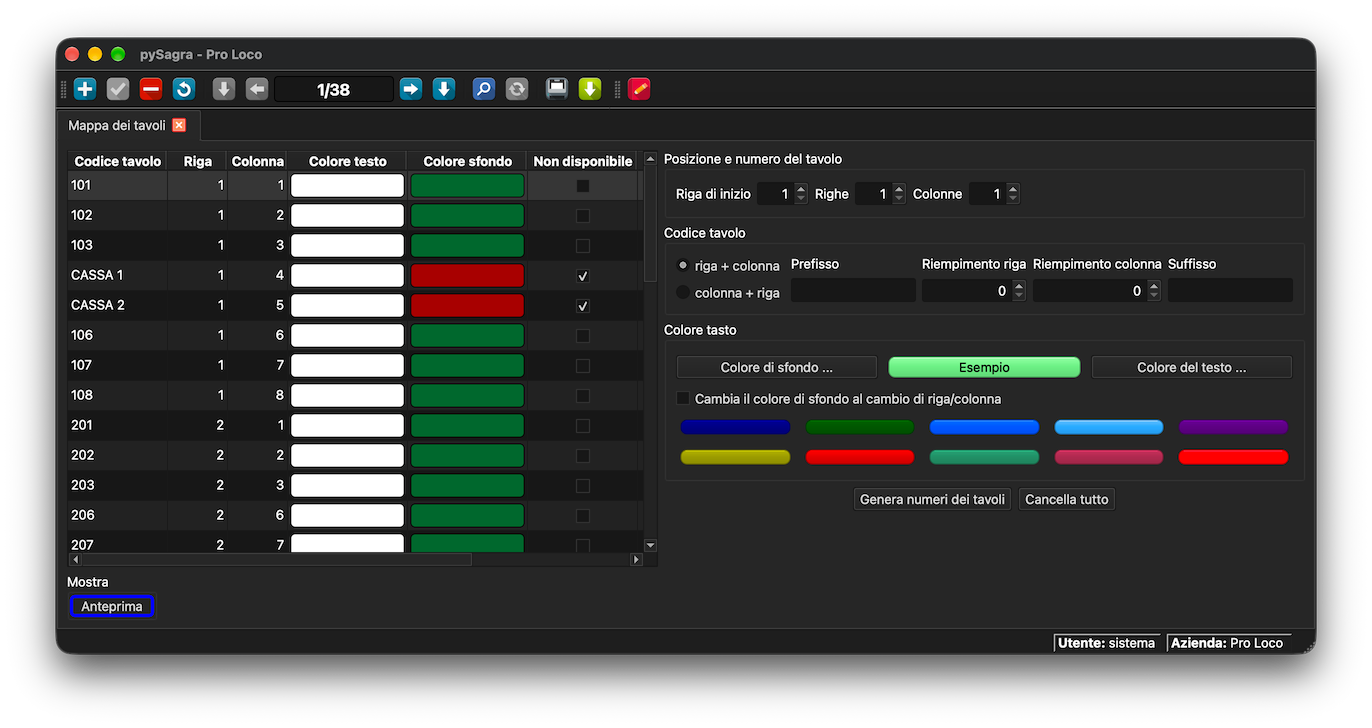 pySagra - Pro Loco
1/38
Mappa dei tavoli
Codice tavolo Riga Colonna Colore testo Colore sfondo Non disponibile
101 1 1
102 1 2
103 1 3
CASSA 1 1 4
CASSA 2 1 5
106 1 6
107 1 7
108 1 8
201 2 1
202 2 2
203 2 3
206 2 6
207 2 7
Mostra
Anteprima
Posizione e numero del tavolo
Riga di inizio 1 Righe 1 Colonne 1
Codice tavolo
riga + colonna Prefisso Riempimento riga Riempimento colonna Suffisso
colonna + riga 0 0
Colore tasto
Colore di sfondo ... Esempio Colore del testo ...
Cambia il colore di sfondo al cambio di riga/colonna
Genera numeri dei tavoli Cancella tutto
Utente: sistema Azienda: Pro Loco